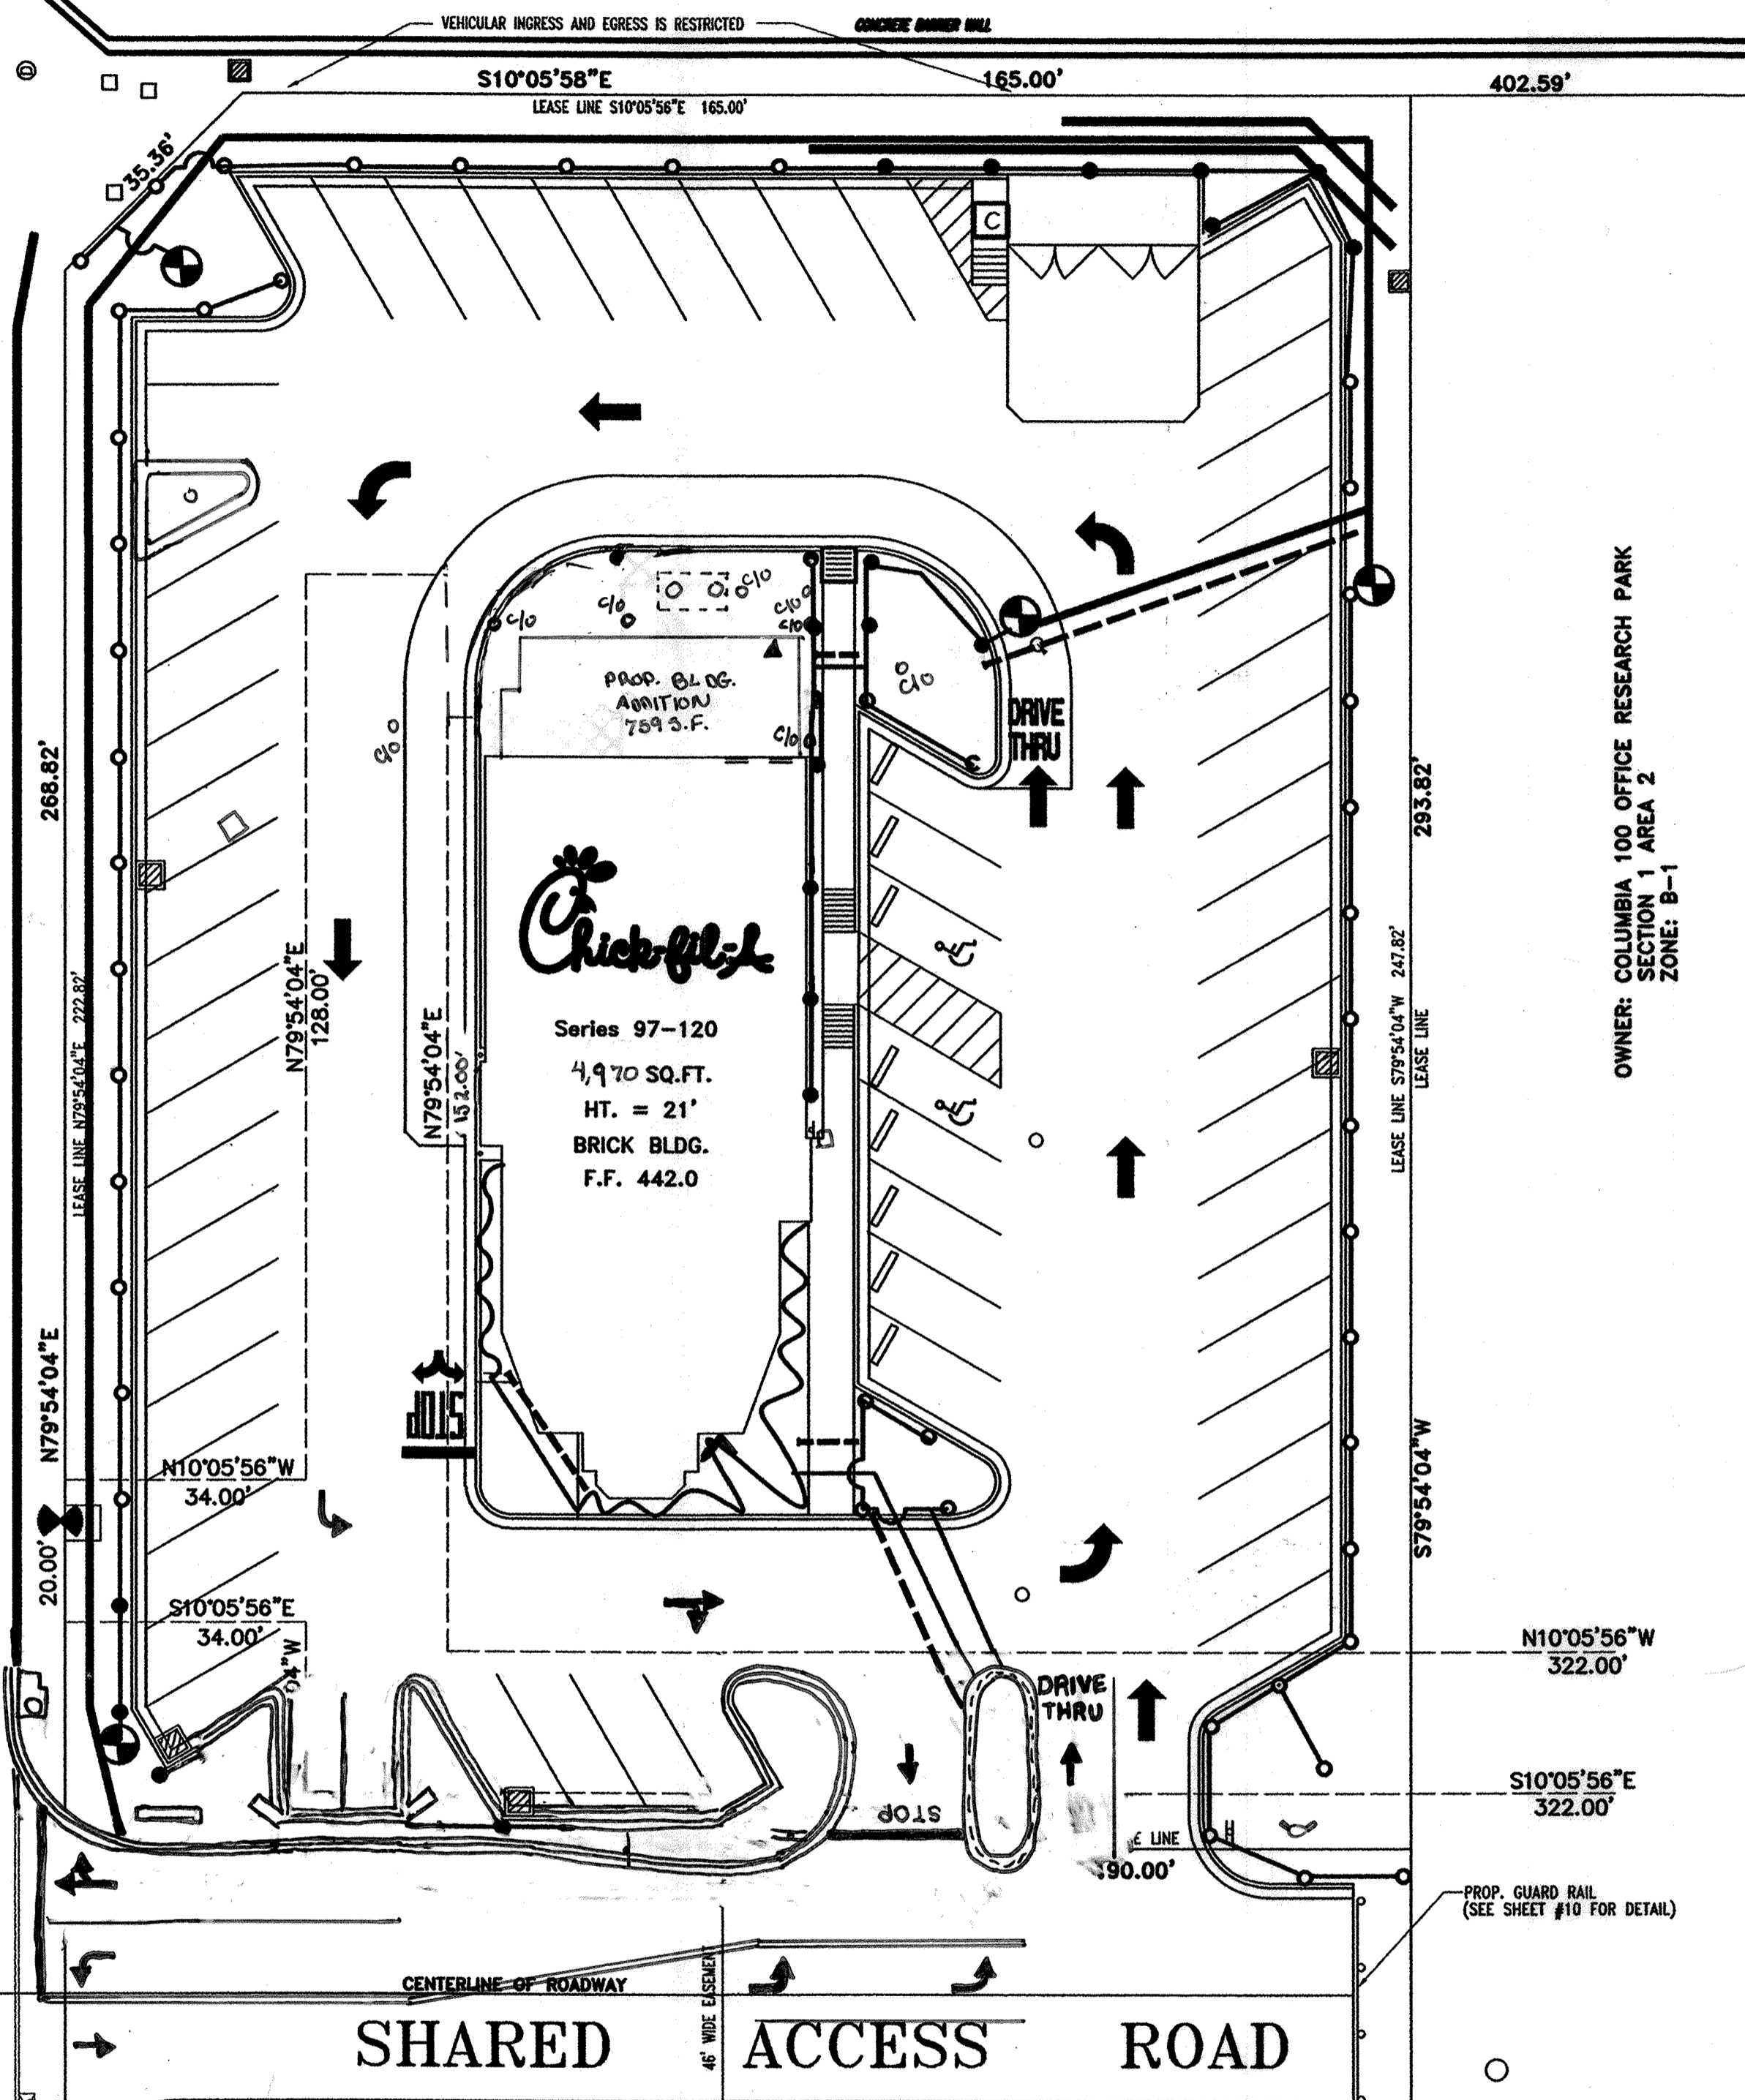 VEHICULAR INGRESS AND EGRESS IS RESTRICTED
CONCRETE BARRIER WALL
S10°05'58"E
165.00'
402.59'
LEASE LINE S10°05'56"E 165.00'
35.36'
C
C/O
C/O
C/O
C/O
C/O
C/O
C/O
C/O
PROP. BLDG.
ADDITION
759 S.F.
DRIVE
THRU
268.82'
293.82'
OWNER: COLUMBIA 100 OFFICE RESEARCH PARK
SECTION 1 AREA 2
ZONE: B-1
Chick-fil-A
Series 97-120
4,970 SQ.FT.
HT. = 21'
BRICK BLDG.
F.F. 442.0
N79°54'04"E
128.00'
N79°54'04"E
152.00'
LEASE LINE N79°54'04"E 222.82'
LEASE LINE S79°54'04"W 247.82'
LEASE LINE
N79°54'04"E
S79°54'04"W
STOP
N10°05'56"W
34.00'
20.00'
S10°05'56"E
34.00'
04"W
N10°05'56"W
322.00'
DRIVE
THRU
S10°05'56"E
322.00'
STOP
E LINE
190.00'
PROP. GUARD RAIL
(SEE SHEET #10 FOR DETAIL)
CENTERLINE OF ROADWAY
46' WIDE EASEMENT
SHARED ACCESS ROAD